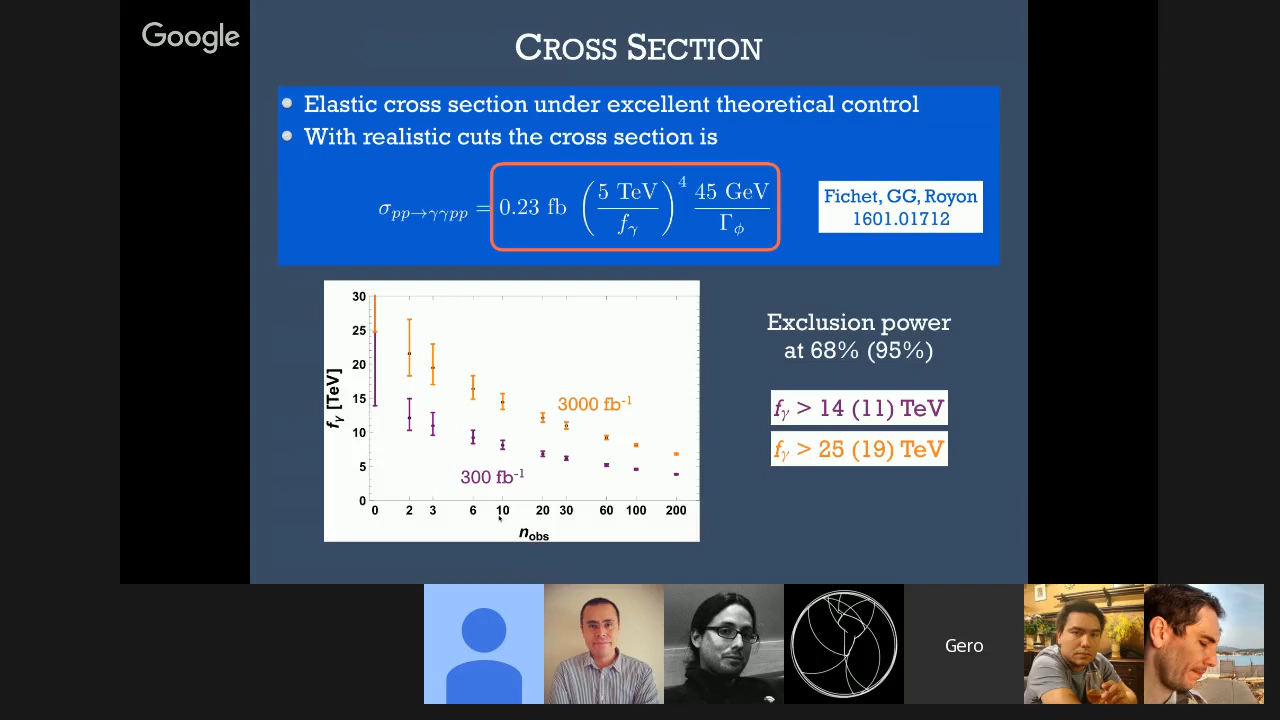 Google
CROSS SECTION
Elastic cross section under excellent theoretical control
With realistic cuts the cross section is
σ_{pp→γγpp} = 0.23 fb (5 TeV / f_γ)^4 45 GeV / Γ_ϕ
Fichet, GG, Royon
1601.01712
30
25
20
15
10
5
0
f_γ [TeV]
3000 fb^-1
300 fb^-1
0 2 3 6 10 20 30 60 100 200
n_obs
Exclusion power
at 68% (95%)
f_γ > 14 (11) TeV
f_γ > 25 (19) TeV
Gero